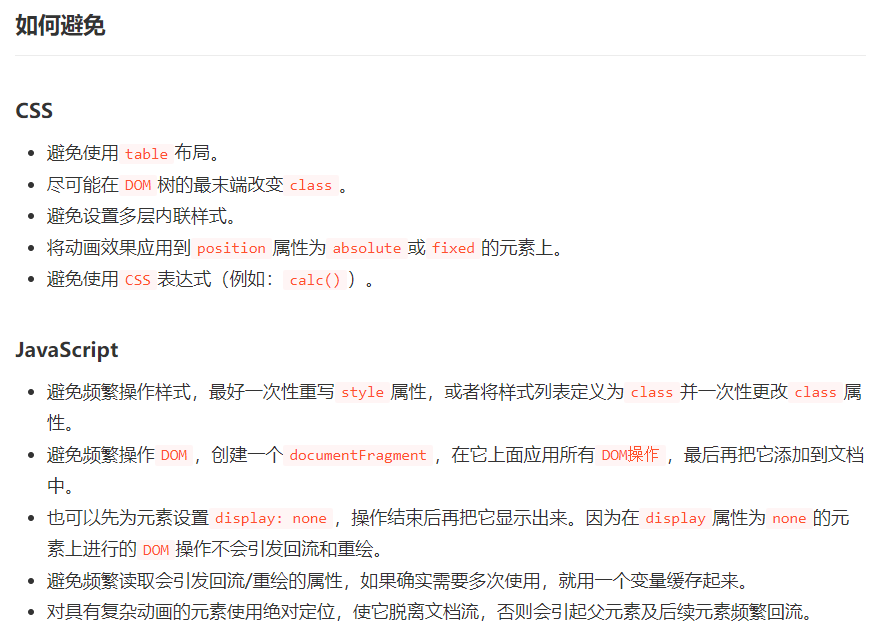 如何避免
CSS
避免使用 table 布局。
尽可能在 DOM 树的最末端改变 class 。
避免设置多层内联样式。
将动画效果应用到 position 属性为 absolute 或 fixed 的元素上。
避免使用 CSS 表达式（例如： calc() ）。
JavaScript
避免频繁操作样式，最好一次性重写 style 属性，或者将样式列表定义为 class 并一次性更改 class 属
性。
避免频繁操作 DOM ，创建一个 documentFragment ，在它上面应用所有 DOM操作 ，最后再把它添加到文档
中。
也可以先为元素设置 display: none ，操作结束后再把它显示出来。因为在 display 属性为 none 的元
素上进行的 DOM 操作不会引发回流和重绘。
避免频繁读取会引发回流/重绘的属性，如果确实需要多次使用，就用一个变量缓存起来。
对具有复杂动画的元素使用绝对定位，使它脱离文档流，否则会引起父元素及后续元素频繁回流。